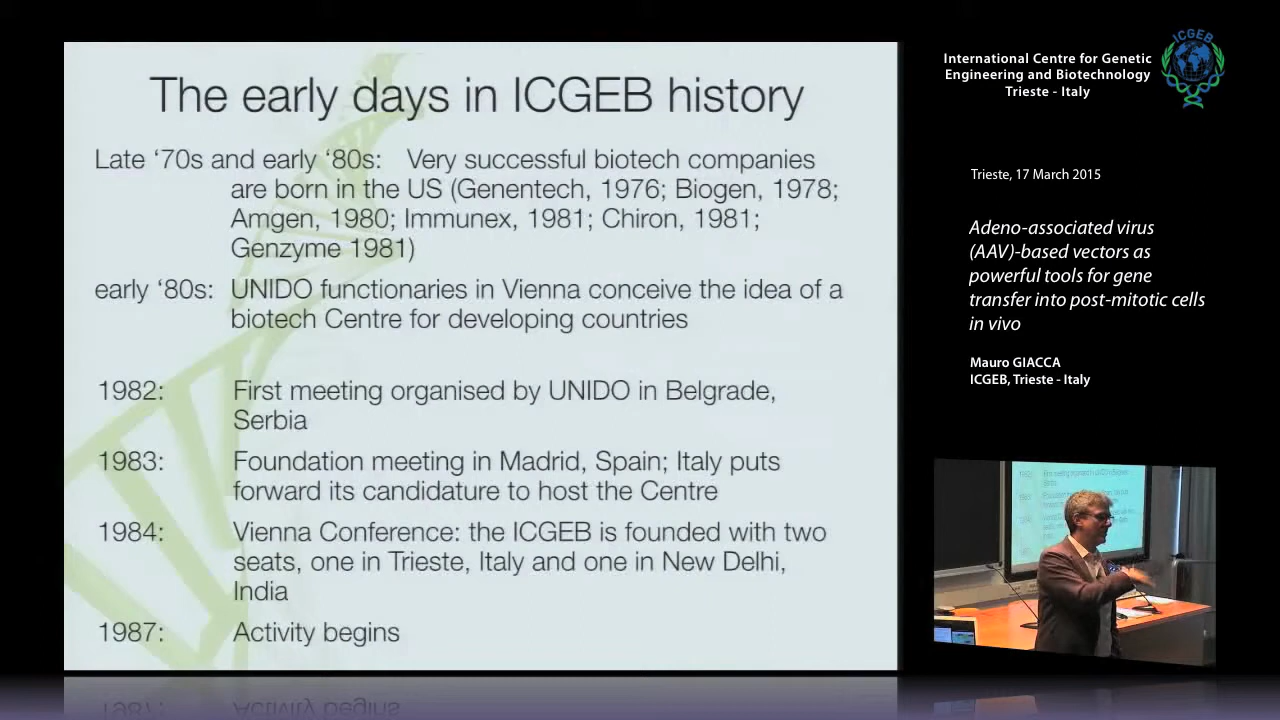 The early days in ICGEB history
Late ‘70s and early ‘80s: Very successful biotech companies
are born in the US (Genentech, 1976; Biogen, 1978;
Amgen, 1980; Immunex, 1981; Chiron, 1981;
Genzyme 1981)
early ‘80s: UNIDO functionaries in Vienna conceive the idea of a
biotech Centre for developing countries
1982: First meeting organised by UNIDO in Belgrade,
Serbia
1983: Foundation meeting in Madrid, Spain; Italy puts
forward its candidature to host the Centre
1984: Vienna Conference: the ICGEB is founded with two
seats, one in Trieste, Italy and one in New Delhi,
India
1987: Activity begins
International Centre for Genetic
Engineering and Biotechnology
Trieste - Italy
ICGEB
Trieste, 17 March 2015
Adeno-associated virus
(AAV)-based vectors as
powerful tools for gene
transfer into post-mitotic cells
in vivo
Mauro GIACCA
ICGEB, Trieste - Italy